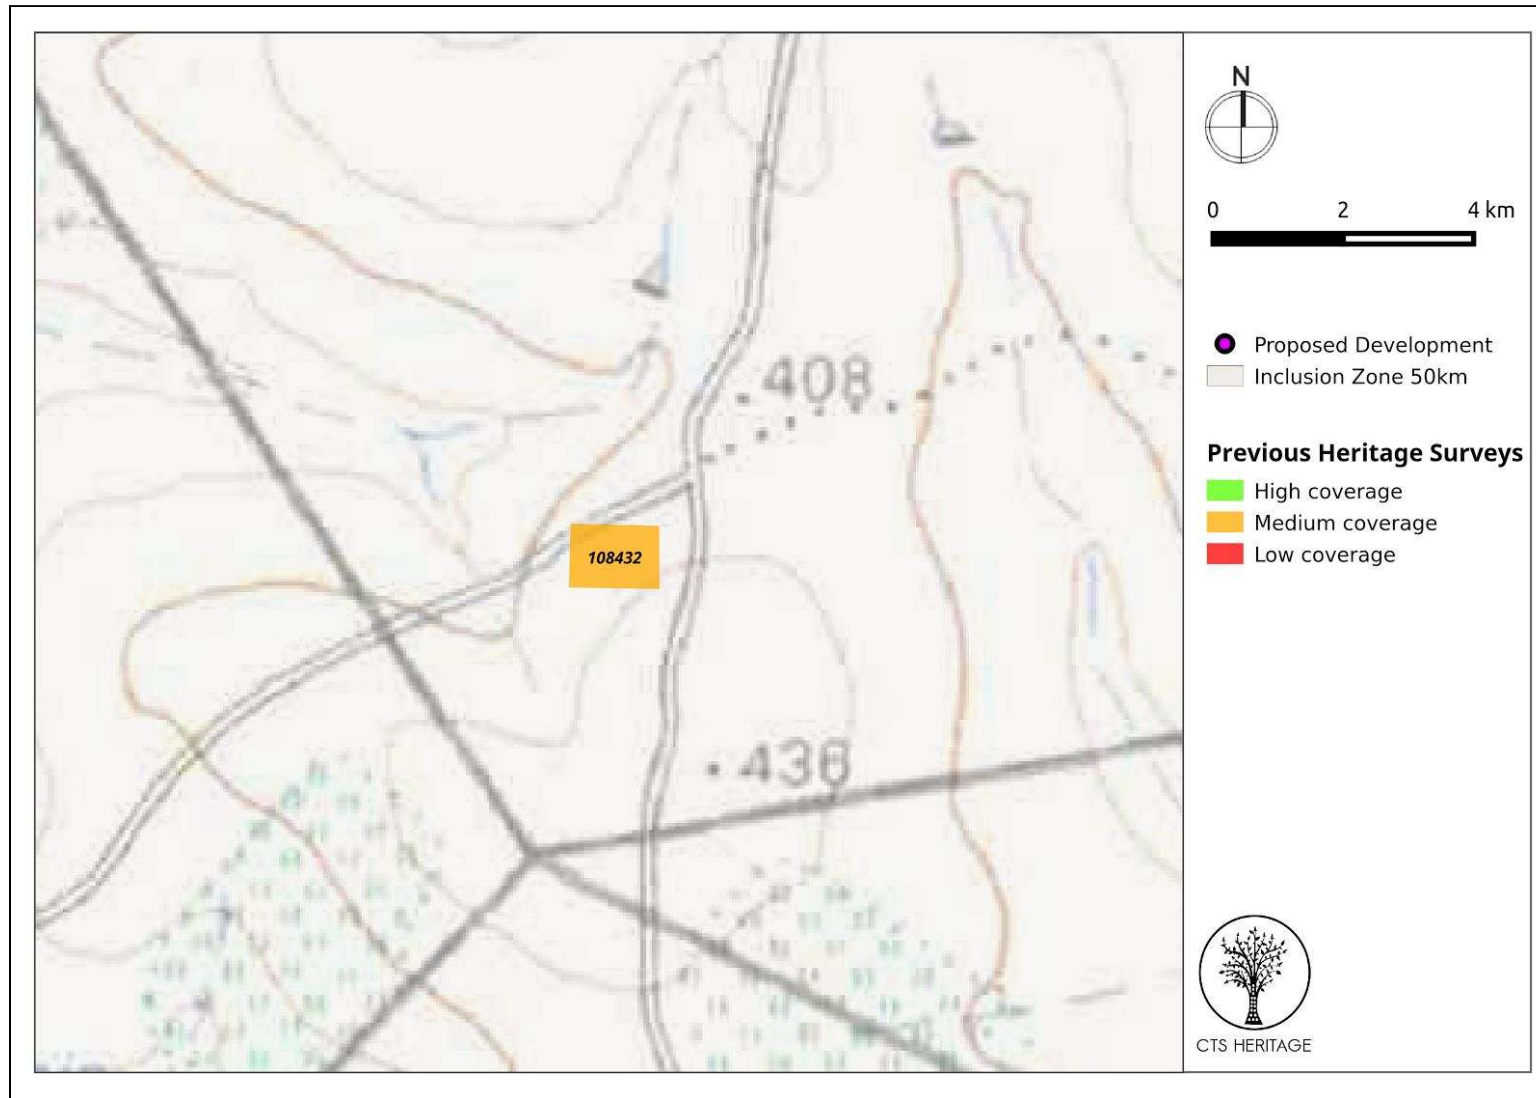 N
0 2 4 km
Proposed Development
Inclusion Zone 50km
Previous Heritage Surveys
High coverage
Medium coverage
Low coverage
408
108432
436
CTS HERITAGE